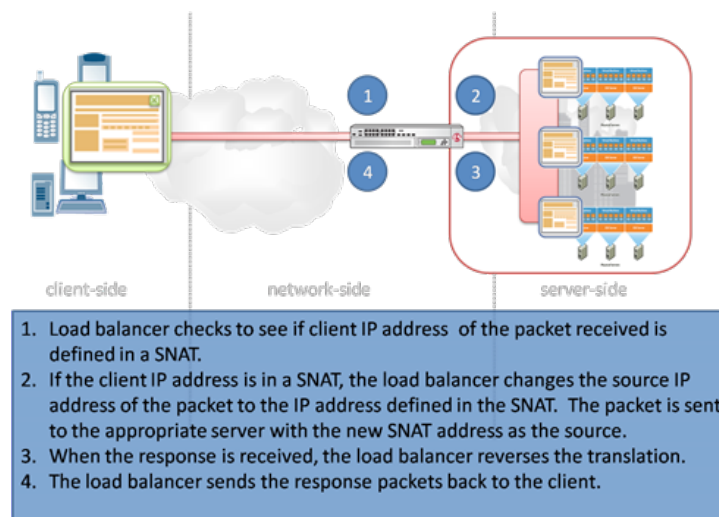 1
2
4
3
client-side
network-side
server-side
1. Load balancer checks to see if client IP address of the packet received is
defined in a SNAT.
2. If the client IP address is in a SNAT, the load balancer changes the source IP
address of the packet to the IP address defined in the SNAT. The packet is sent
to the appropriate server with the new SNAT address as the source.
3. When the response is received, the load balancer reverses the translation.
4. The load balancer sends the response packets back to the client.